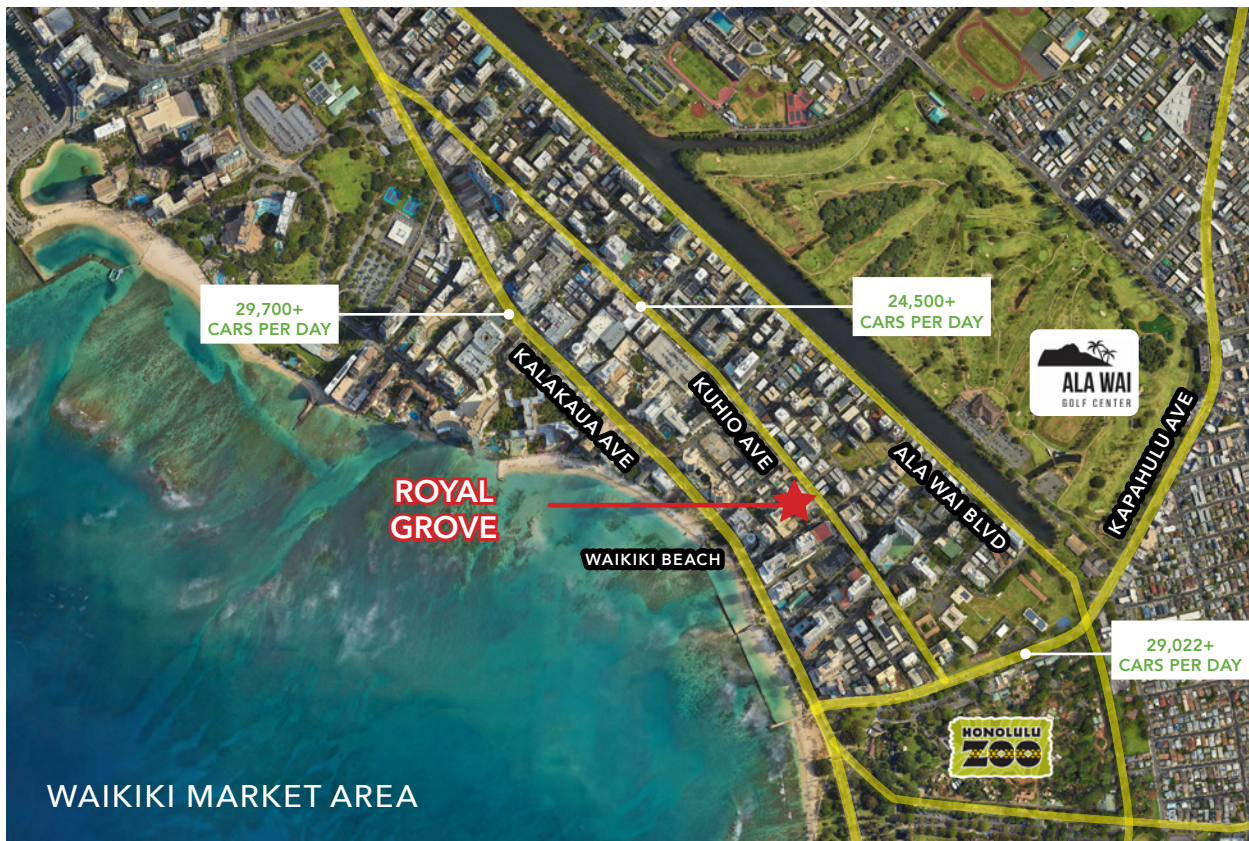 29,700+
CARS PER DAY
24,500+
CARS PER DAY
ALA WAI
GOLF CENTER
KALAKAUA AVE
KUHIO AVE
ALA WAI BLVD
KAPAHULU AVE
ROYAL
GROVE
WAIKIKI BEACH
29,022+
CARS PER DAY
HONOLULU
ZOO
WAIKIKI MARKET AREA